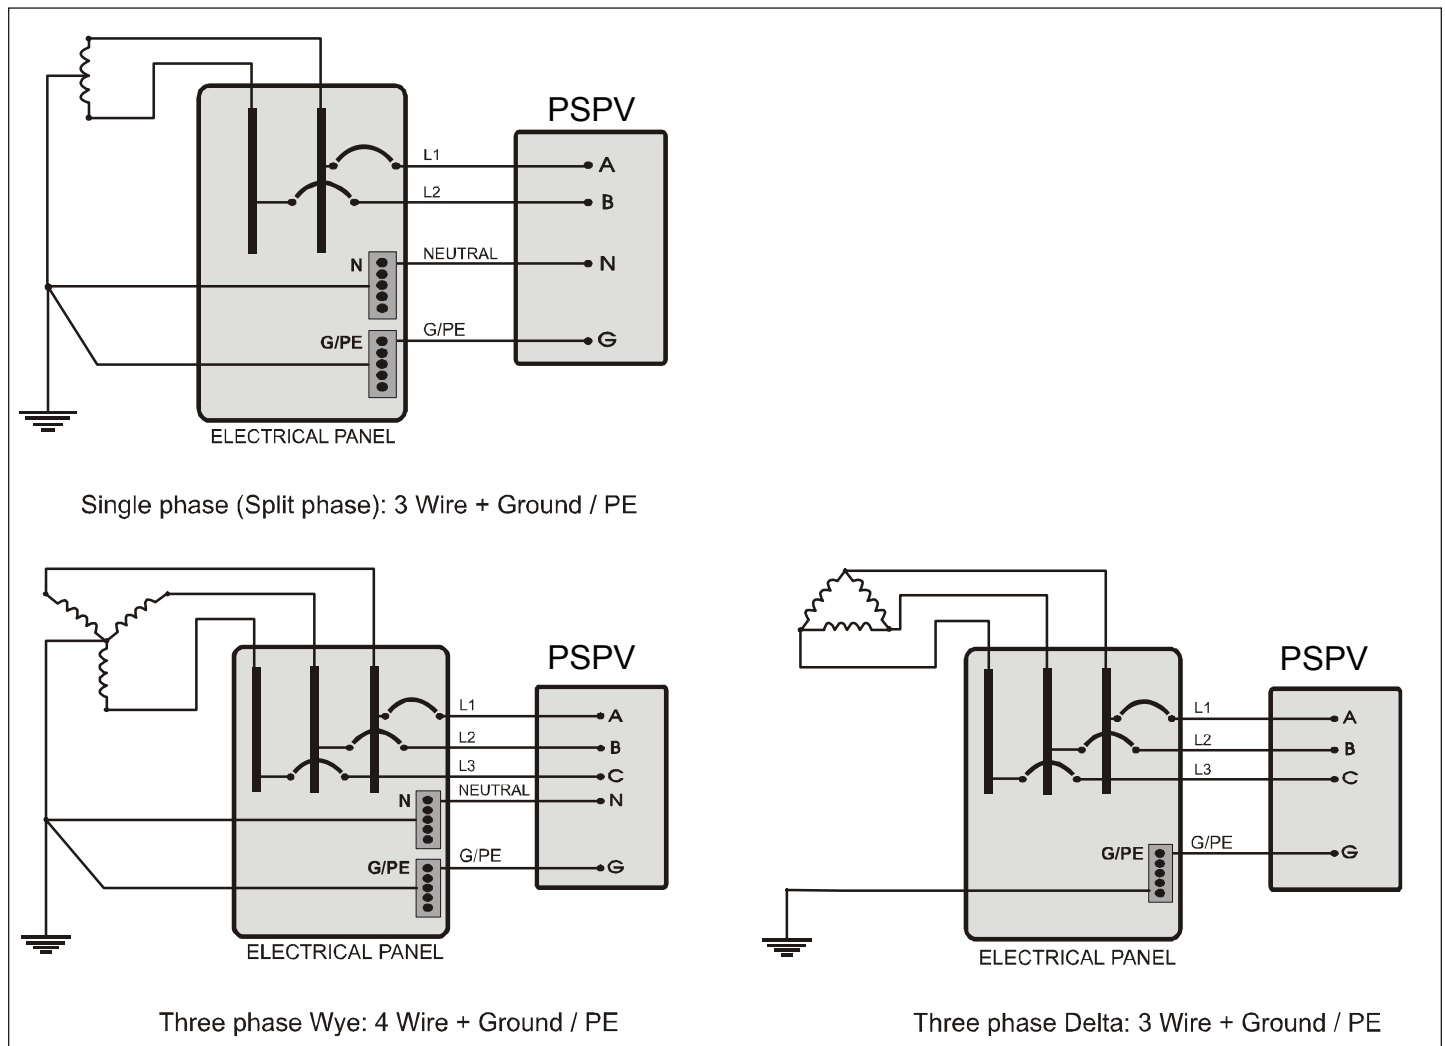 PSPV
L1
A
L2
B
NEUTRAL
N
N
G/PE
G/PE
G
ELECTRICAL PANEL
Single phase (Split phase): 3 Wire + Ground / PE
PSPV
L1
A
L2
B
L3
C
NEUTRAL
N
N
G/PE
G/PE
G
ELECTRICAL PANEL
Three phase Wye: 4 Wire + Ground / PE
PSPV
L1
A
L2
B
L3
C
G/PE
G/PE
G
ELECTRICAL PANEL
Three phase Delta: 3 Wire + Ground / PE